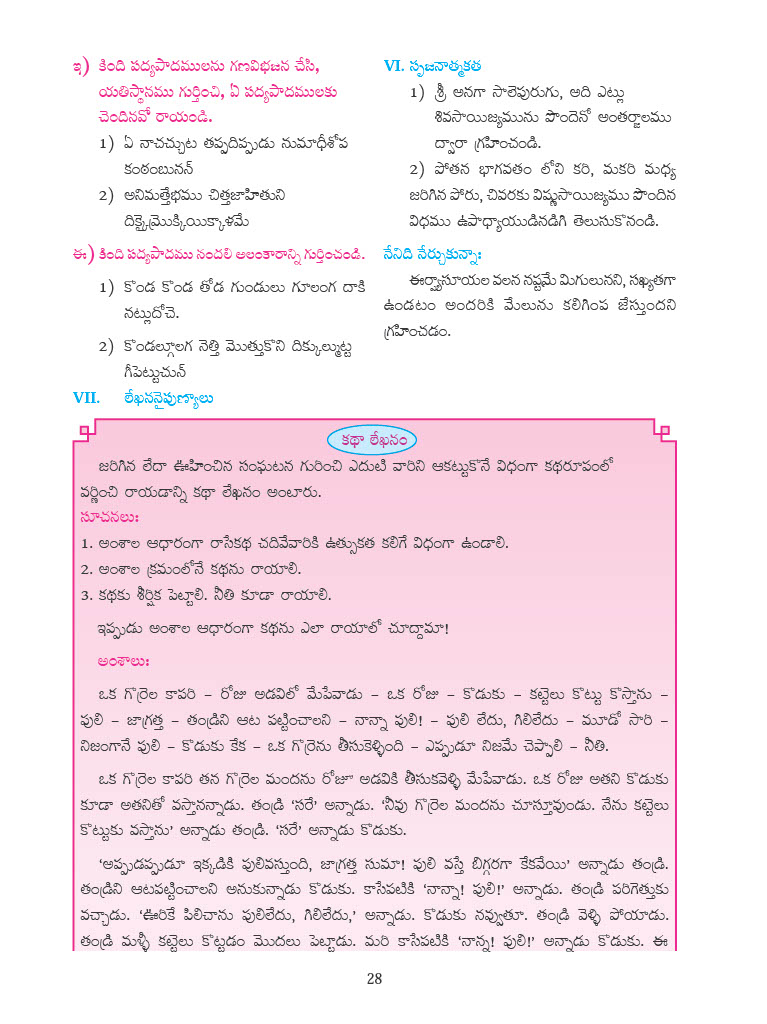 ఇ) కింది పద్యపాదములను గణవిభజన చేసి,
యతిస్థానము గుర్తించి, ఏ పద్యపాదములకు
చెందినవో రాయండి.
1) ఏ నాచచ్చుట తప్పదిప్పుడు నుమాధీశోప
కంఠంబునన్
2) అనిమత్తేభము చిత్తజాహితుని
దిక్కైమ్రొక్కియిక్కాళమే
ఈ) కింది పద్యపాదము నందలి అలంకారాన్ని గుర్తించండి.
1) కొండ కొండ తోడ గుండులు గూలంగ దాకి
నట్లుదోచె.
2) కొండల్గూలగ నెత్తి మొత్తుకొని దిక్కుల్ముట్ట
గీపెట్టుచున్
VI. సృజనాత్మకత
1) శ్రీ అనగా సాలెపురుగు, అది ఎట్లు
శివసాయిజ్యమును పొందెనో అంతర్జాలము
ద్వారా గ్రహించండి.
2) పోతన భాగవతం లోని కరి, మకరి మధ్య
జరిగిన పోరు, చివరకు విష్ణుసాయిజ్యము పొందిన
విధము ఉపాధ్యాయుడినడిగి తెలుసుకొనండి.
నేనిది నేర్చుకున్నాః
ఈర్ష్యాసూయల వలన నష్టమే మిగులునని, సఖ్యతగా
ఉండటం అందరికి మేలును కలిగింప జేస్తుందని
గ్రహించడం.
VII. లేఖననైపుణ్యాలు
కథా లేఖనం
జరిగిన లేదా ఊహించిన సంఘటన గురించి ఎదుటి వారిని ఆకట్టుకొనే విధంగా కథరూపంలో
వర్ణించి రాయడాన్ని కథా లేఖనం అంటారు.
సూచనలుః
1. అంశాల ఆధారంగా రాసేకథ చదివేవారికి ఉత్సుకత కలిగే విధంగా ఉండాలి.
2. అంశాల క్రమంలోనే కథను రాయాలి.
3. కథకు శీర్షిక పెట్టాలి. నీతి కూడా రాయాలి.
ఇప్పుడు అంశాల ఆధారంగా కథను ఎలా రాయాలో చూద్దామా!
అంశాలుః
ఒక గొర్రెల కాపరి – రోజు అడవిలో మేపేవాడు – ఒక రోజు – కొడుకు – కట్టెలు కొట్టు కొస్తాను –
పులి – జాగ్రత్త – తండ్రిని ఆట పట్టించాలని – నాన్నా పులి! – పులి లేదు, గిలిలేదు – మూడో సారి –
నిజంగానే పులి – కొడుకు కేక – ఒక గొర్రెను తీసుకెళ్ళింది – ఎప్పుడూ నిజమే చెప్పాలి – నీతి.
ఒక గొర్రెల కాపరి తన గొర్రెల మందను రోజూ అడవికి తీసుకవెళ్ళి మేపేవాడు. ఒక రోజు అతని కొడుకు
కూడా అతనితో వస్తానన్నాడు. తండ్రి ‘సరే’ అన్నాడు. ‘నీవు గొర్రెల మందను చూస్తూవుండు. నేను కట్టెలు
కొట్టుకు వస్తాను’ అన్నాడు తండ్రి. ‘సరే’ అన్నాడు కొడుకు.
‘అప్పుడప్పుడూ ఇక్కడికి పులివస్తుంది, జాగ్రత్త సుమా! పులి వస్తే బిగ్గరగా కేకవేయి’ అన్నాడు తండ్రి.
తండ్రిని ఆటపట్టించాలని అనుకున్నాడు కొడుకు. కాసేపటికి ‘నాన్నా! పులి!’ అన్నాడు. తండ్రి పరిగెత్తుకు
వచ్చాడు. ‘ఊరికే పిలిచాను పులిలేదు, గిలిలేదు,’ అన్నాడు. కొడుకు నవ్వుతూ. తండ్రి వెళ్ళి పోయాడు.
తండ్రి మళ్ళీ కట్టెలు కొట్టడం మొదలు పెట్టాడు. మరి కాసేపటికి ‘నాన్న! పులి!’ అన్నాడు కొడుకు. ఈ
28